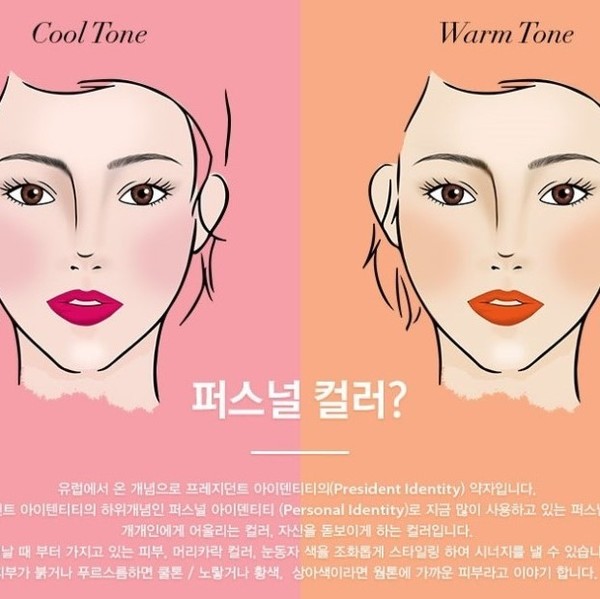 Cool Tone
Warm Tone
퍼스널 컬러?
유럽에서 온 개념으로 프레지던트 아이덴티티의(President Identity) 약자입니다.
트 아이텐티티의 하위개념인 퍼스널 아이덴티티 (Personal Identity)로 지금 많이 사용하고 있는 퍼스
개개인에게 어울리는 컬러, 자신을 돋보이게 하는 컬러입니다.
날 때 부터 가지고 있는 피부, 머리카락 컬러, 눈동자 색을 조화롭게 스타일링 하여 시너지를 낼 수 있습니
피부가 붉거나 푸르스름하면 쿨톤 / 노랗거나 황색, 상아색이라면 웜톤에 가까운 피부라고 이야기 합니다.